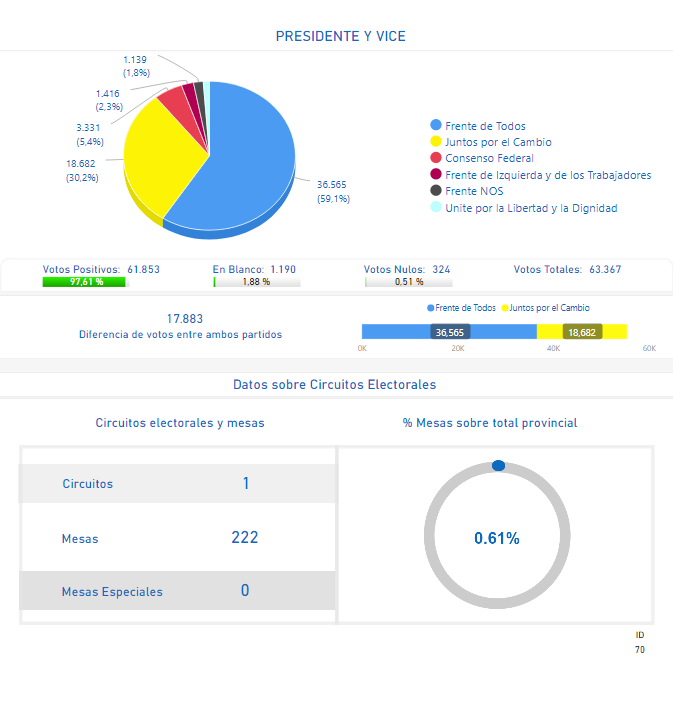 PRESIDENTE Y VICE
1.139
(1,8%)
1.416
(2,3%)
3.331
(5,4%)
18.682
(30,2%)
36.565
(59,1%)
Frente de Todos
Juntos por el Cambio
Consenso Federal
Frente de Izquierda y de los Trabajadores
Frente NOS
Unite por la Libertad y la Dignidad
Votos Positivos: 61.853
97,61 %
En Blanco: 1.190
1,88 %
Votos Nulos: 324
0,51 %
Votos Totales: 63.367
17.883
Diferencia de votos entre ambos partidos
Frente de Todos Juntos por el Cambio
36,565 18,682
0K 20K 40K 60K
Datos sobre Circuitos Electorales
Circuitos electorales y mesas
Circuitos 1
Mesas 222
Mesas Especiales 0
% Mesas sobre total provincial
0.61%
ID
70